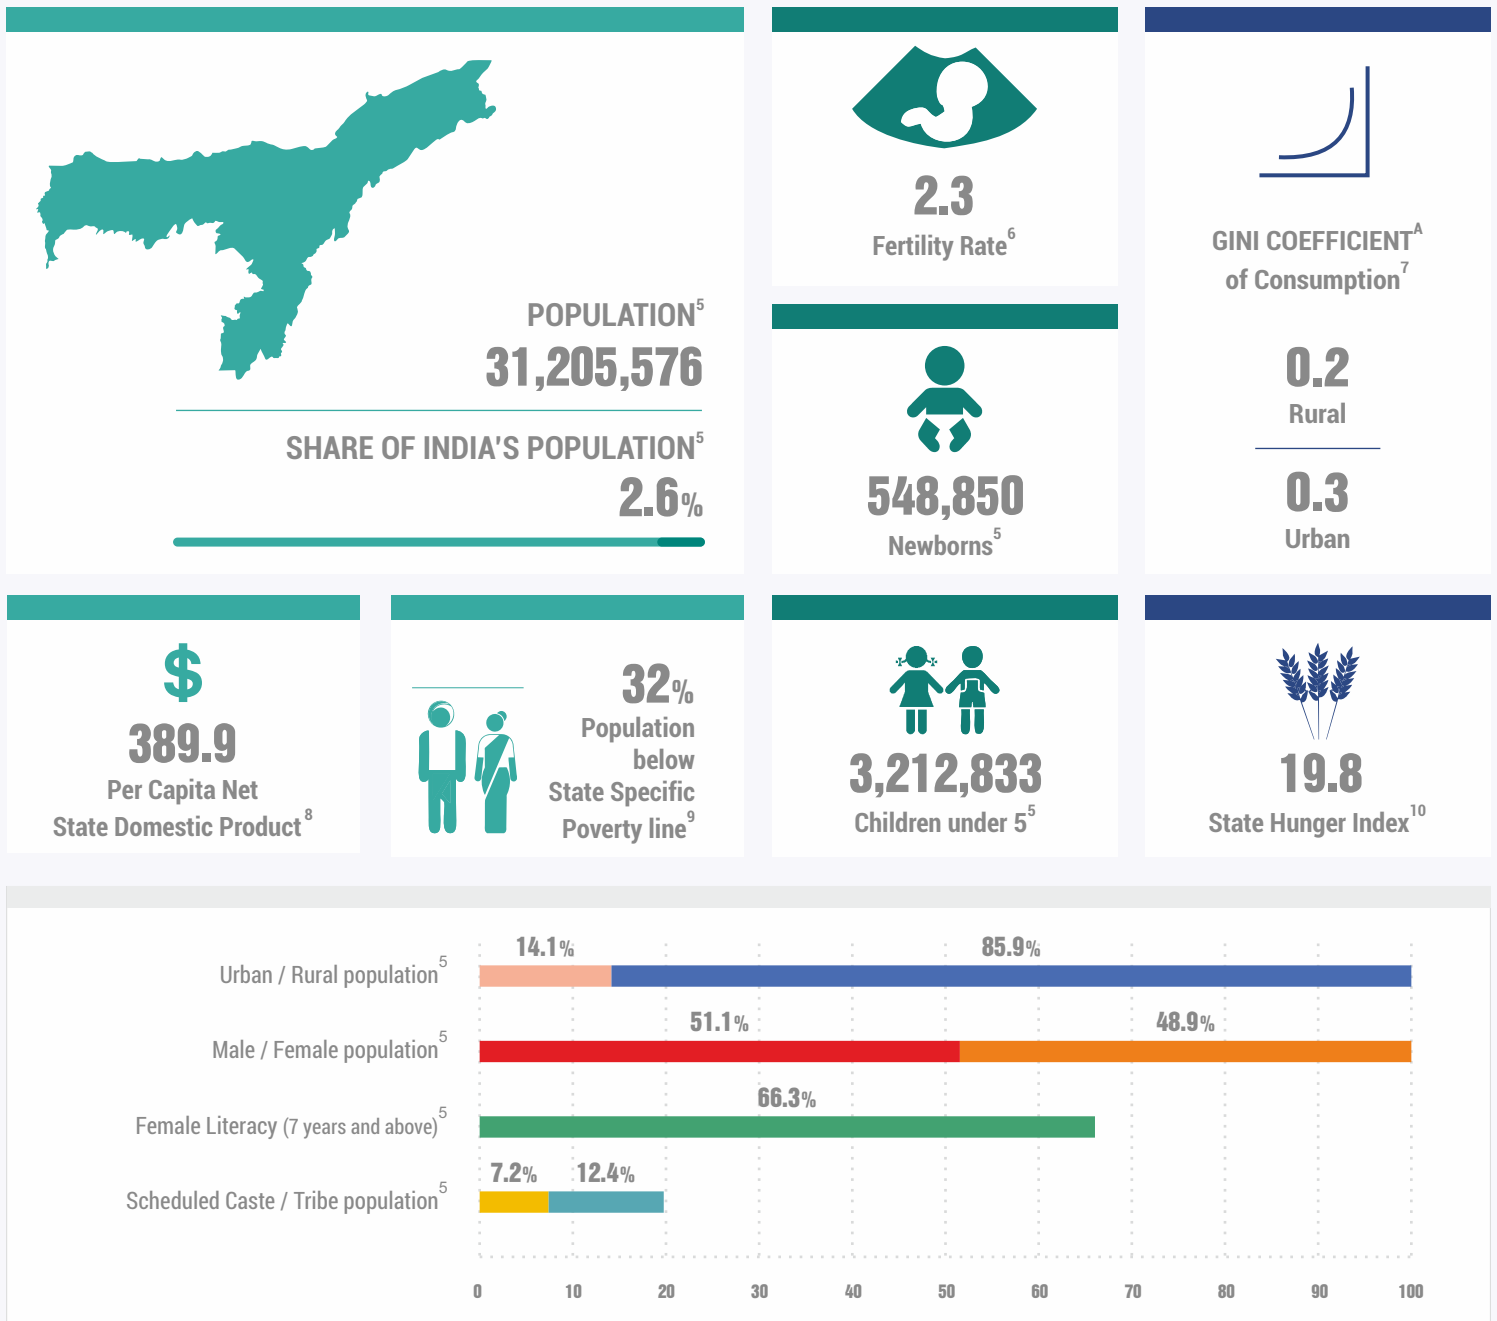 POPULATION5
31,205,576
SHARE OF INDIA'S POPULATION5
2.6%
2.3
Fertility Rate6
548,850
Newborns5
GINI COEFFICIENTA
of Consumption7
0.2
Rural
0.3
Urban
$
389.9
Per Capita Net
State Domestic Product8
32%
Population
below
State Specific
Poverty line9
3,212,833
Children under 55
19.8
State Hunger Index10
14.1% 85.9%
Urban / Rural population5
51.1% 48.9%
Male / Female population5
66.3%
Female Literacy (7 years and above)5
7.2% 12.4%
Scheduled Caste / Tribe population5
0 10 20 30 40 50 60 70 80 90 100